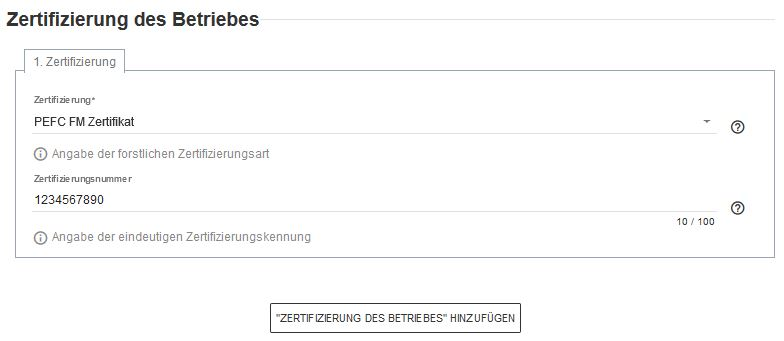 Zertifizierung des Betriebes
1. Zertifizierung
Zertifizierung*
PEFC FM Zertifikat
Angabe der forstlichen Zertifizierungsart
Zertifizierungsnummer
1234567890
10 / 100
Angabe der eindeutigen Zertifizierungskennung
"ZERTIFIZIERUNG DES BETRIEBES" HINZUFÜGEN